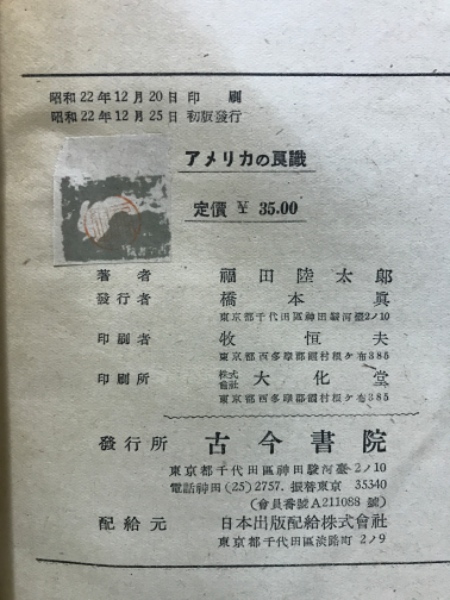 昭和22年12月20日 印 刷
昭和22年12月25日 初版發行
アメリカの良識
定價 ¥ 35.00
著者 福田陸太郎
發行者 橋本眞
東京都千代田區神田駿河臺2ノ10
印刷者 牧恒夫
東京都西多摩郡調村根ヶ布385
印刷所 株式會社 大化堂
東京都西多摩郡調村根ヶ布385
發行所 古今書院
東京都千代田區神田駿河臺2ノ10
電話神田(25)2757. 振替東京 35340
(會員番號A211088 號)
配給元 日本出版配給株式會社
東京都千代田區淡路町2ノ9